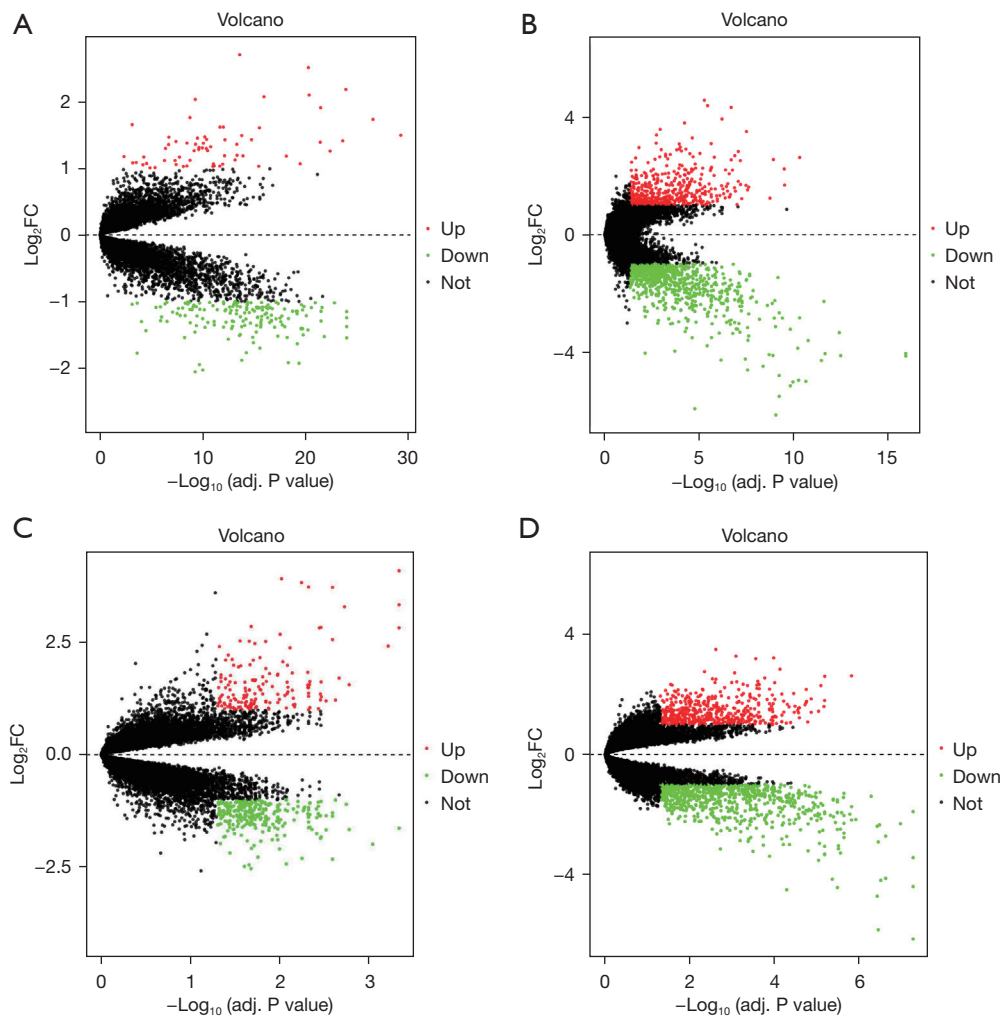 A
Volcano
2
1
0
−1
−2
Log₂FC
0
10
20
30
−Log₁₀ (adj. P value)
Up
Down
Not
B
Volcano
4
0
−4
Log₂FC
0
5
10
15
−Log₁₀ (adj. P value)
Up
Down
Not
C
Volcano
2.5
0.0
−2.5
Log₂FC
0
1
2
3
−Log₁₀ (adj. P value)
Up
Down
Not
D
Volcano
4
0
−4
Log₂FC
0
2
4
6
−Log₁₀ (adj. P value)
Up
Down
Not